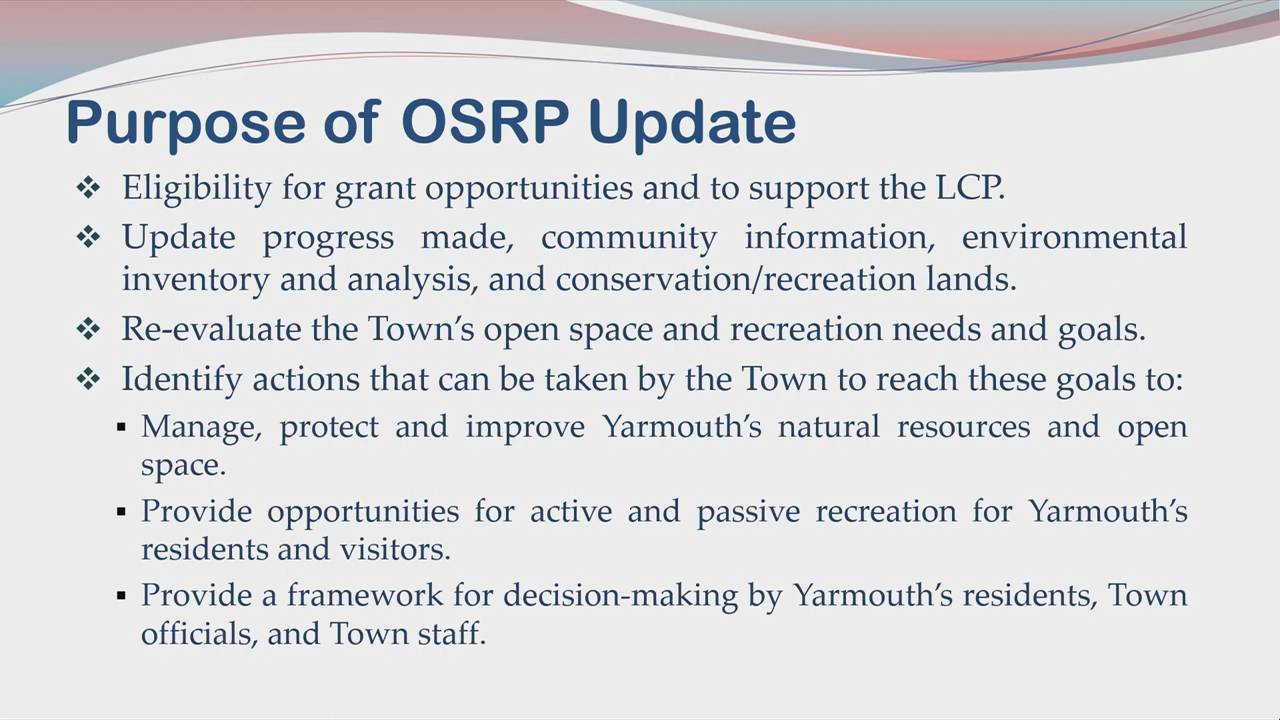 Purpose of OSRP Update
❖ Eligibility for grant opportunities and to support the LCP.
❖ Update progress made, community information, environmental
inventory and analysis, and conservation/recreation lands.
❖ Re-evaluate the Town’s open space and recreation needs and goals.
❖ Identify actions that can be taken by the Town to reach these goals to:
▪ Manage, protect and improve Yarmouth’s natural resources and open
space.
▪ Provide opportunities for active and passive recreation for Yarmouth’s
residents and visitors.
▪ Provide a framework for decision-making by Yarmouth’s residents, Town
officials, and Town staff.